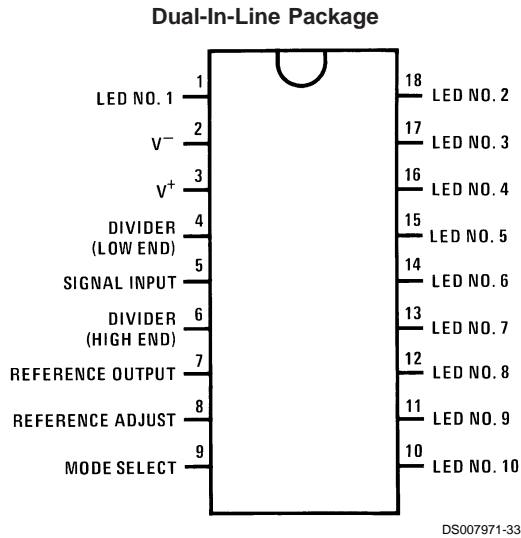 Dual-In-Line Package
1
LED NO. 1
2
V⁻
3
V⁺
4
DIVIDER
(LOW END)
5
SIGNAL INPUT
6
DIVIDER
(HIGH END)
7
REFERENCE OUTPUT
8
REFERENCE ADJUST
9
MODE SELECT
18
LED NO. 2
17
LED NO. 3
16
LED NO. 4
15
LED NO. 5
14
LED NO. 6
13
LED NO. 7
12
LED NO. 8
11
LED NO. 9
10
LED NO. 10
DS007971-33